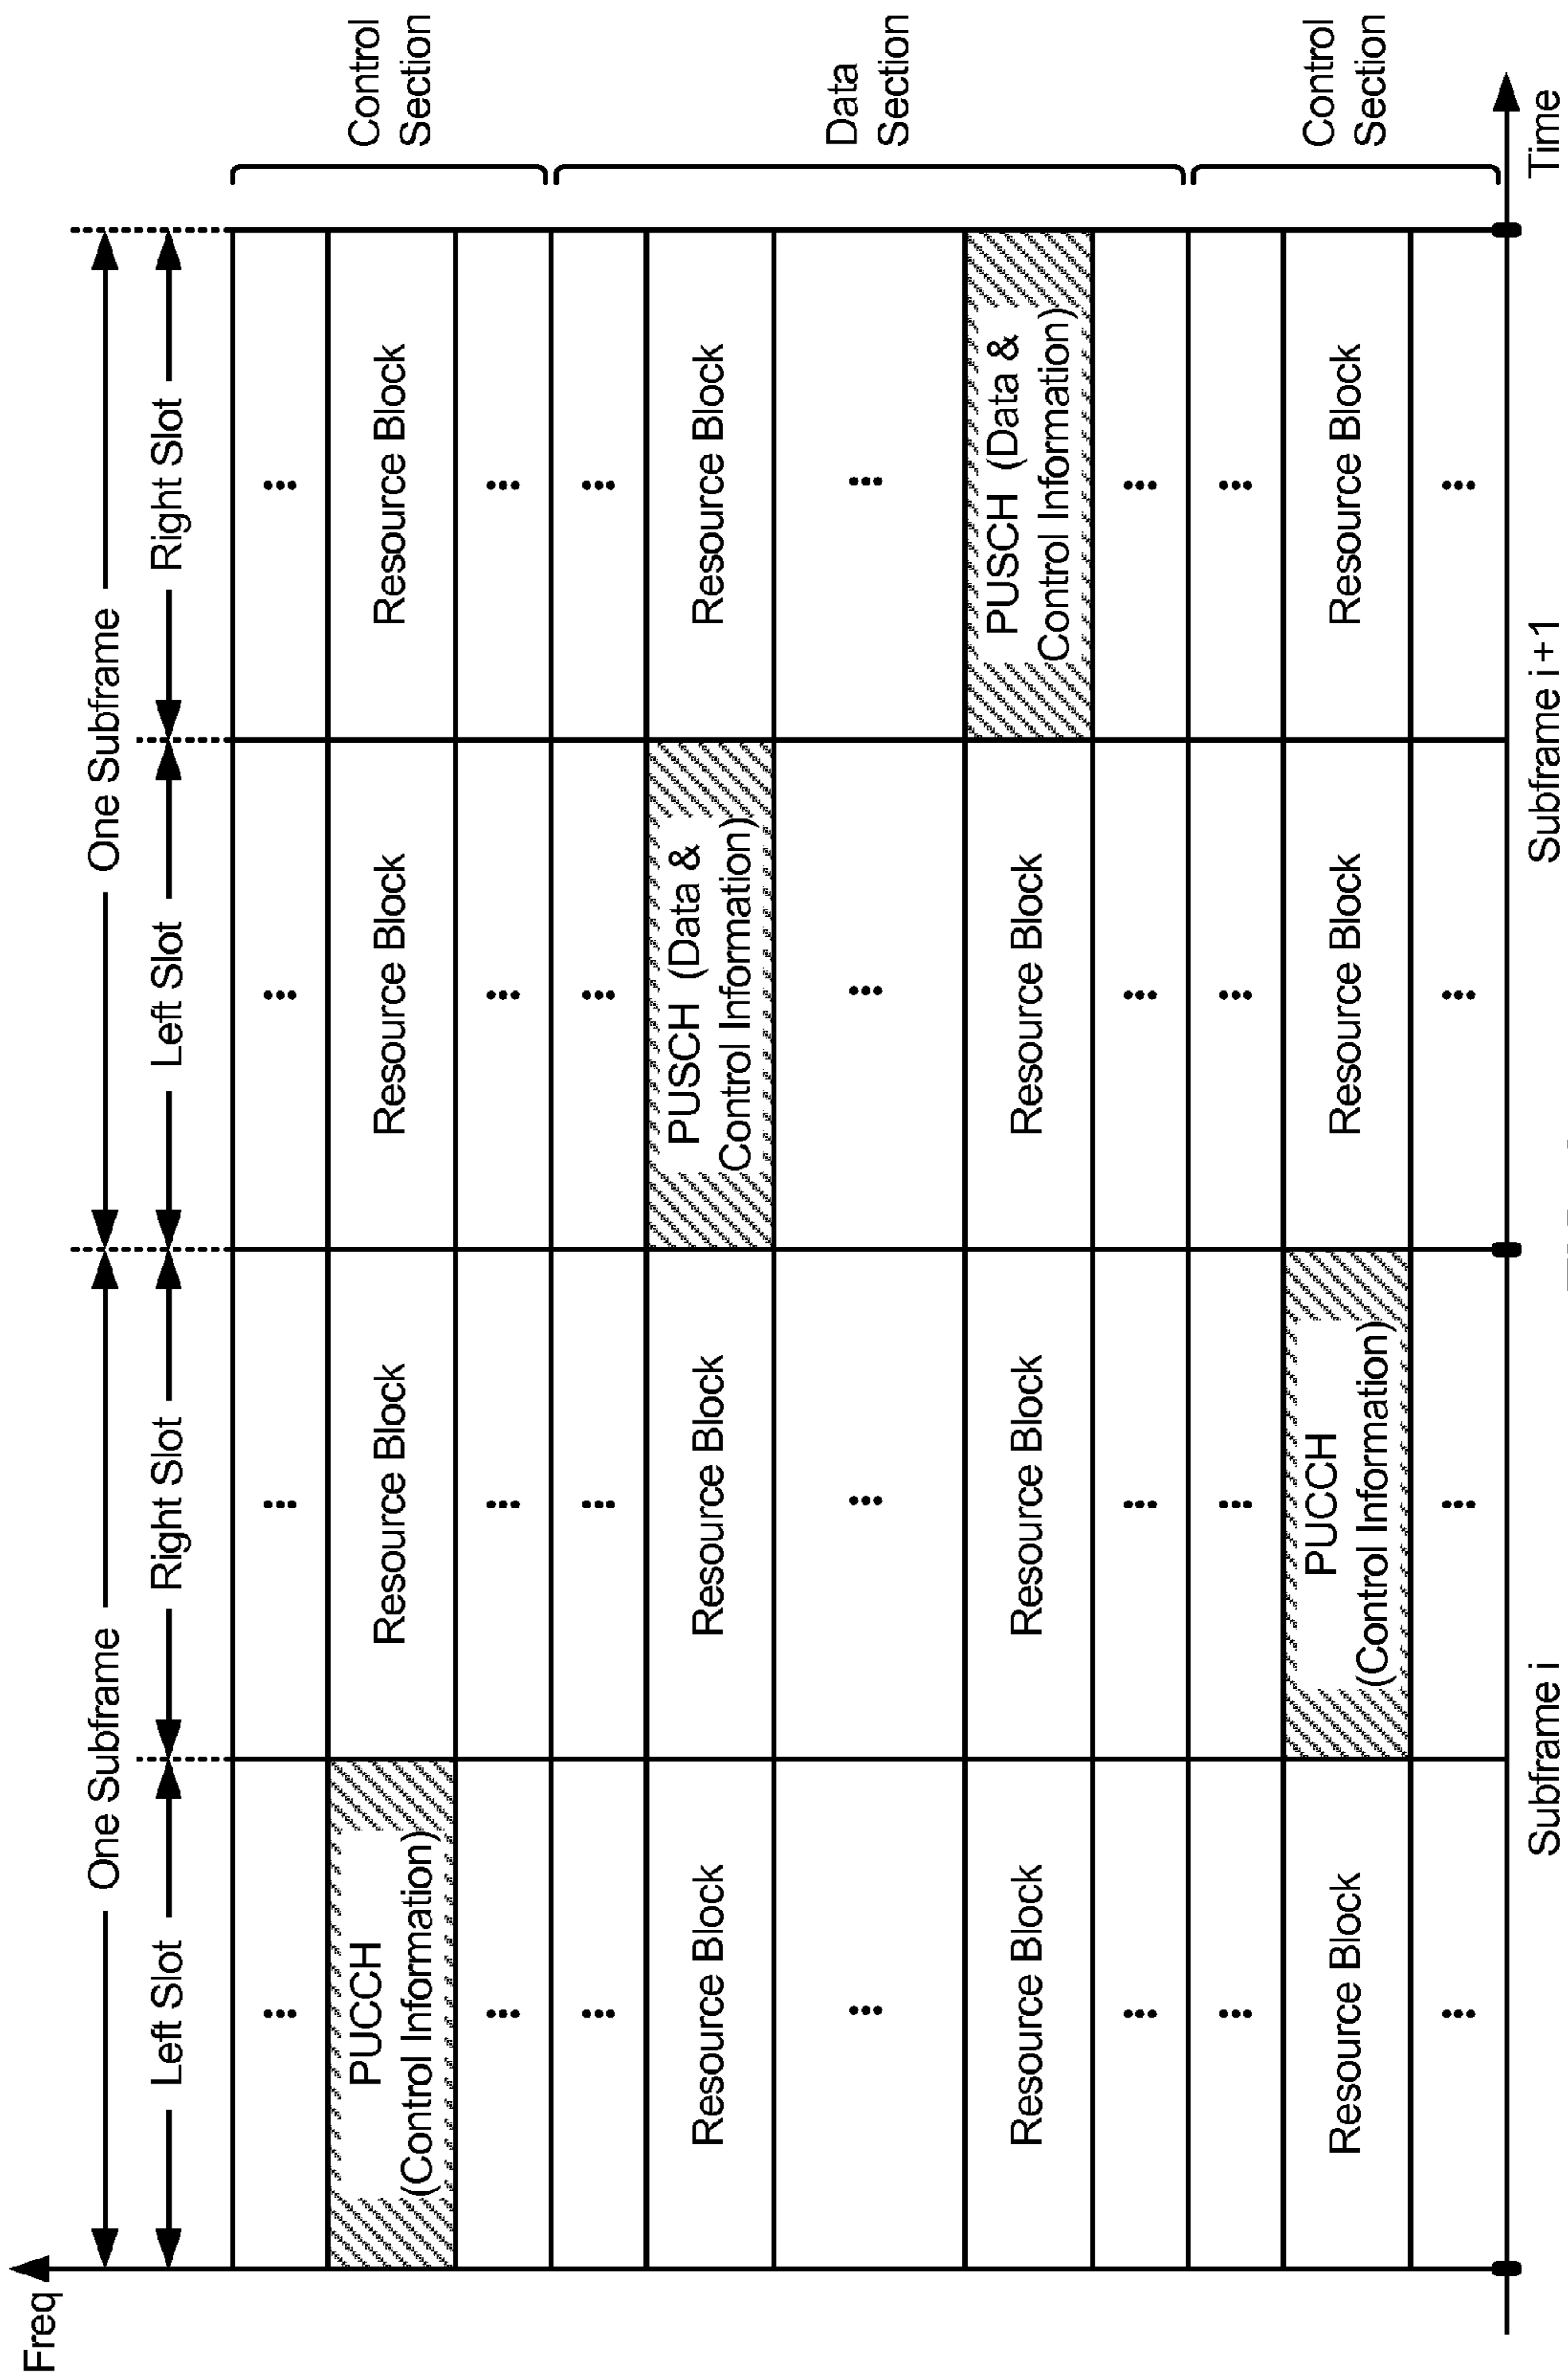 One Subframe
One Subframe
Left Slot
Right Slot
Left Slot
Right Slot
Freq
...
...
...
...
Control
Section
PUCCH
(Control Information)
Resource Block
Resource Block
Resource Block
...
...
...
...
...
...
...
...
Data
Section
Resource Block
Resource Block
PUSCH (Data &
Control Information)
Resource Block
...
...
...
...
Resource Block
Resource Block
Resource Block
PUSCH (Data &
Control Information)
...
...
...
...
...
...
...
...
Control
Section
Resource Block
PUCCH
(Control Information)
Resource Block
Resource Block
...
...
...
...
Subframe i
Subframe i+1
Time